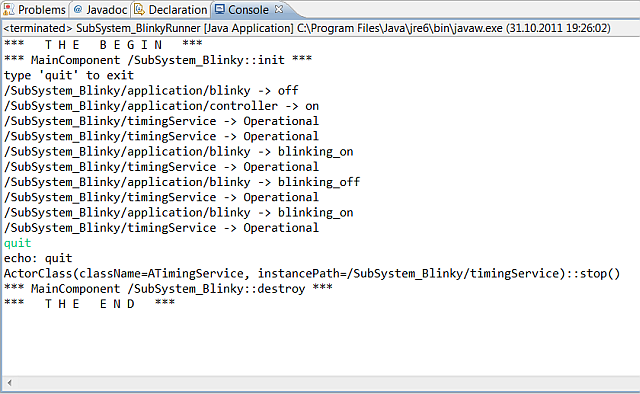 Problems @ Javadoc Declaration Console
<terminated> SubSystem_BlinkyRunner [Java Application] C:\Program Files\Java\jre6\bin\javaw.exe (31.10.2011 19:26:02)
***   T H E   B E G I N   ***
*** MainComponent /SubSystem_Blinky::init ***
type 'quit' to exit
/SubSystem_Blinky/application/blinky -> off
/SubSystem_Blinky/application/controller -> on
/SubSystem_Blinky/timingService -> Operational
/SubSystem_Blinky/timingService -> Operational
/SubSystem_Blinky/application/blinky -> blinking_on
/SubSystem_Blinky/timingService -> Operational
/SubSystem_Blinky/application/blinky -> blinking_off
/SubSystem_Blinky/timingService -> Operational
/SubSystem_Blinky/application/blinky -> blinking_on
/SubSystem_Blinky/timingService -> Operational
quit
echo: quit
ActorClass(className=ATimingService, instancePath=/SubSystem_Blinky/timingService)::stop()
*** MainComponent /SubSystem_Blinky::destroy ***
***   T H E   E N D   ***